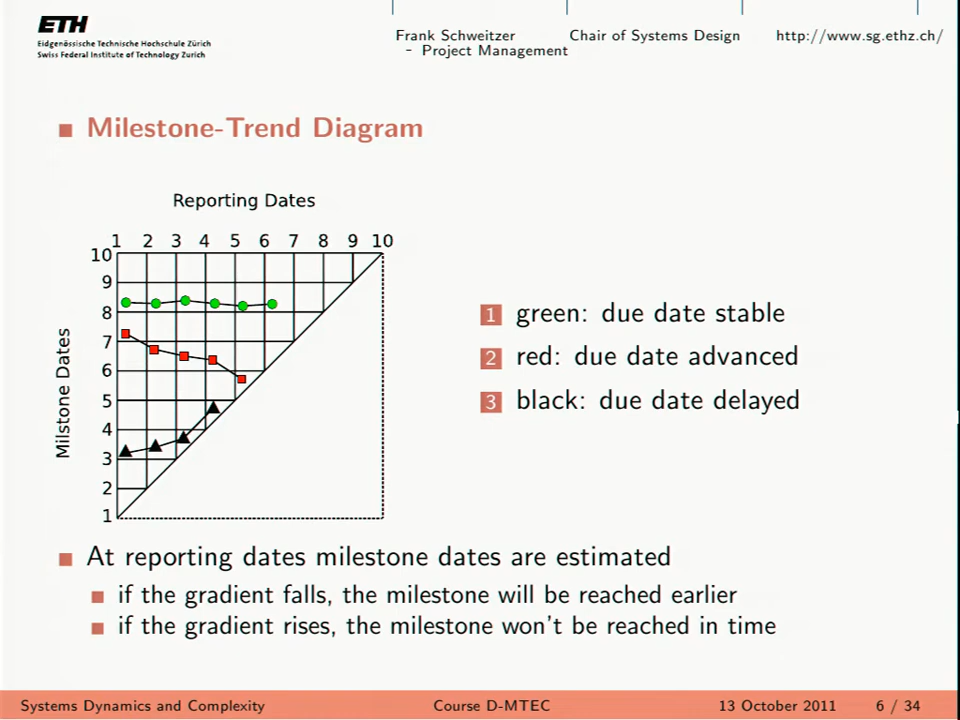 ETH
Eidgenössische Technische Hochschule Zürich
Swiss Federal Institute of Technology Zurich
Frank Schweitzer
- Project Management
Chair of Systems Design
http://www.sg.ethz.ch/
Milestone-Trend Diagram
Reporting Dates
1 2 3 4 5 6 7 8 9 10
10
9
8
7
6
5
4
3
2
1
Milstone Dates
1 green: due date stable
2 red: due date advanced
3 black: due date delayed
At reporting dates milestone dates are estimated
if the gradient falls, the milestone will be reached earlier
if the gradient rises, the milestone won't be reached in time
Systems Dynamics and Complexity
Course D-MTEC
13 October 2011
6 / 34